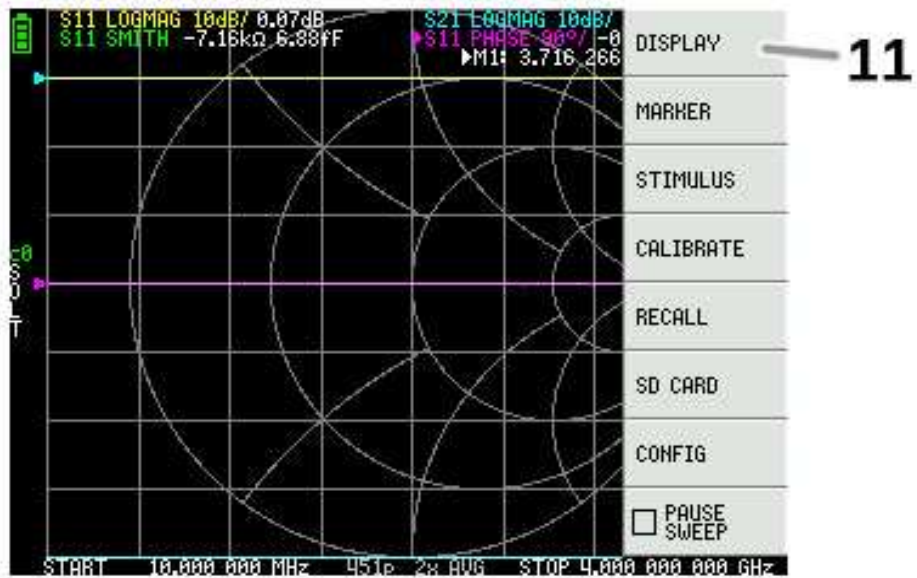 S11 LOGMAG 10dB/ 0.07dB
S21 LOGMAG 10dB/
S11 SMITH -7.16kΩ 6.88fF
S11 PHASE 90°/ -0
M1: 3.716 266
DISPLAY
11
MARKER
STIMULUS
CALIBRATE
RECALL
SD CARD
CONFIG
PAUSE
SWEEP
START 10.000 000 MHz 451p 2x AVG STOP 4.000 000 000 GHz